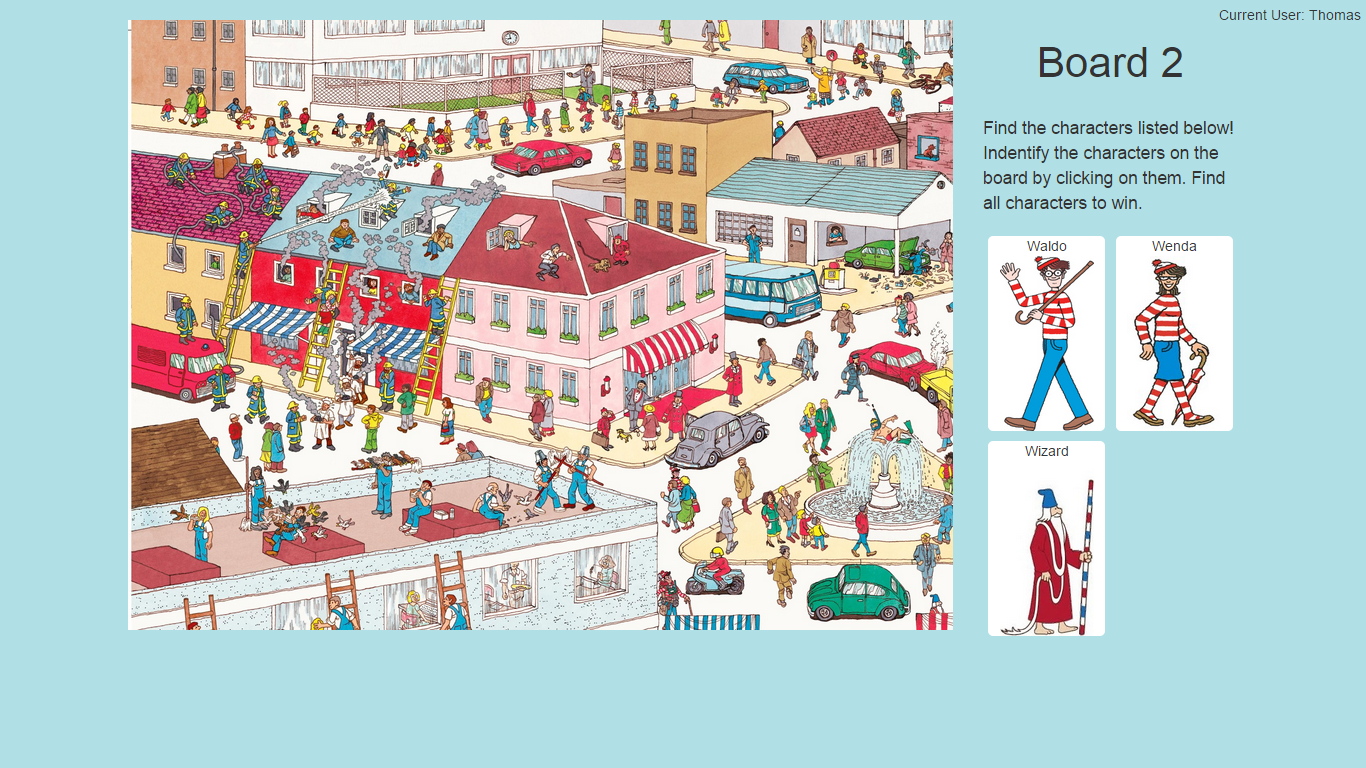 Current User: Thomas
Board 2
Find the characters listed below!
Indentify the characters on the
board by clicking on them. Find
all characters to win.
Waldo
Wenda
Wizard